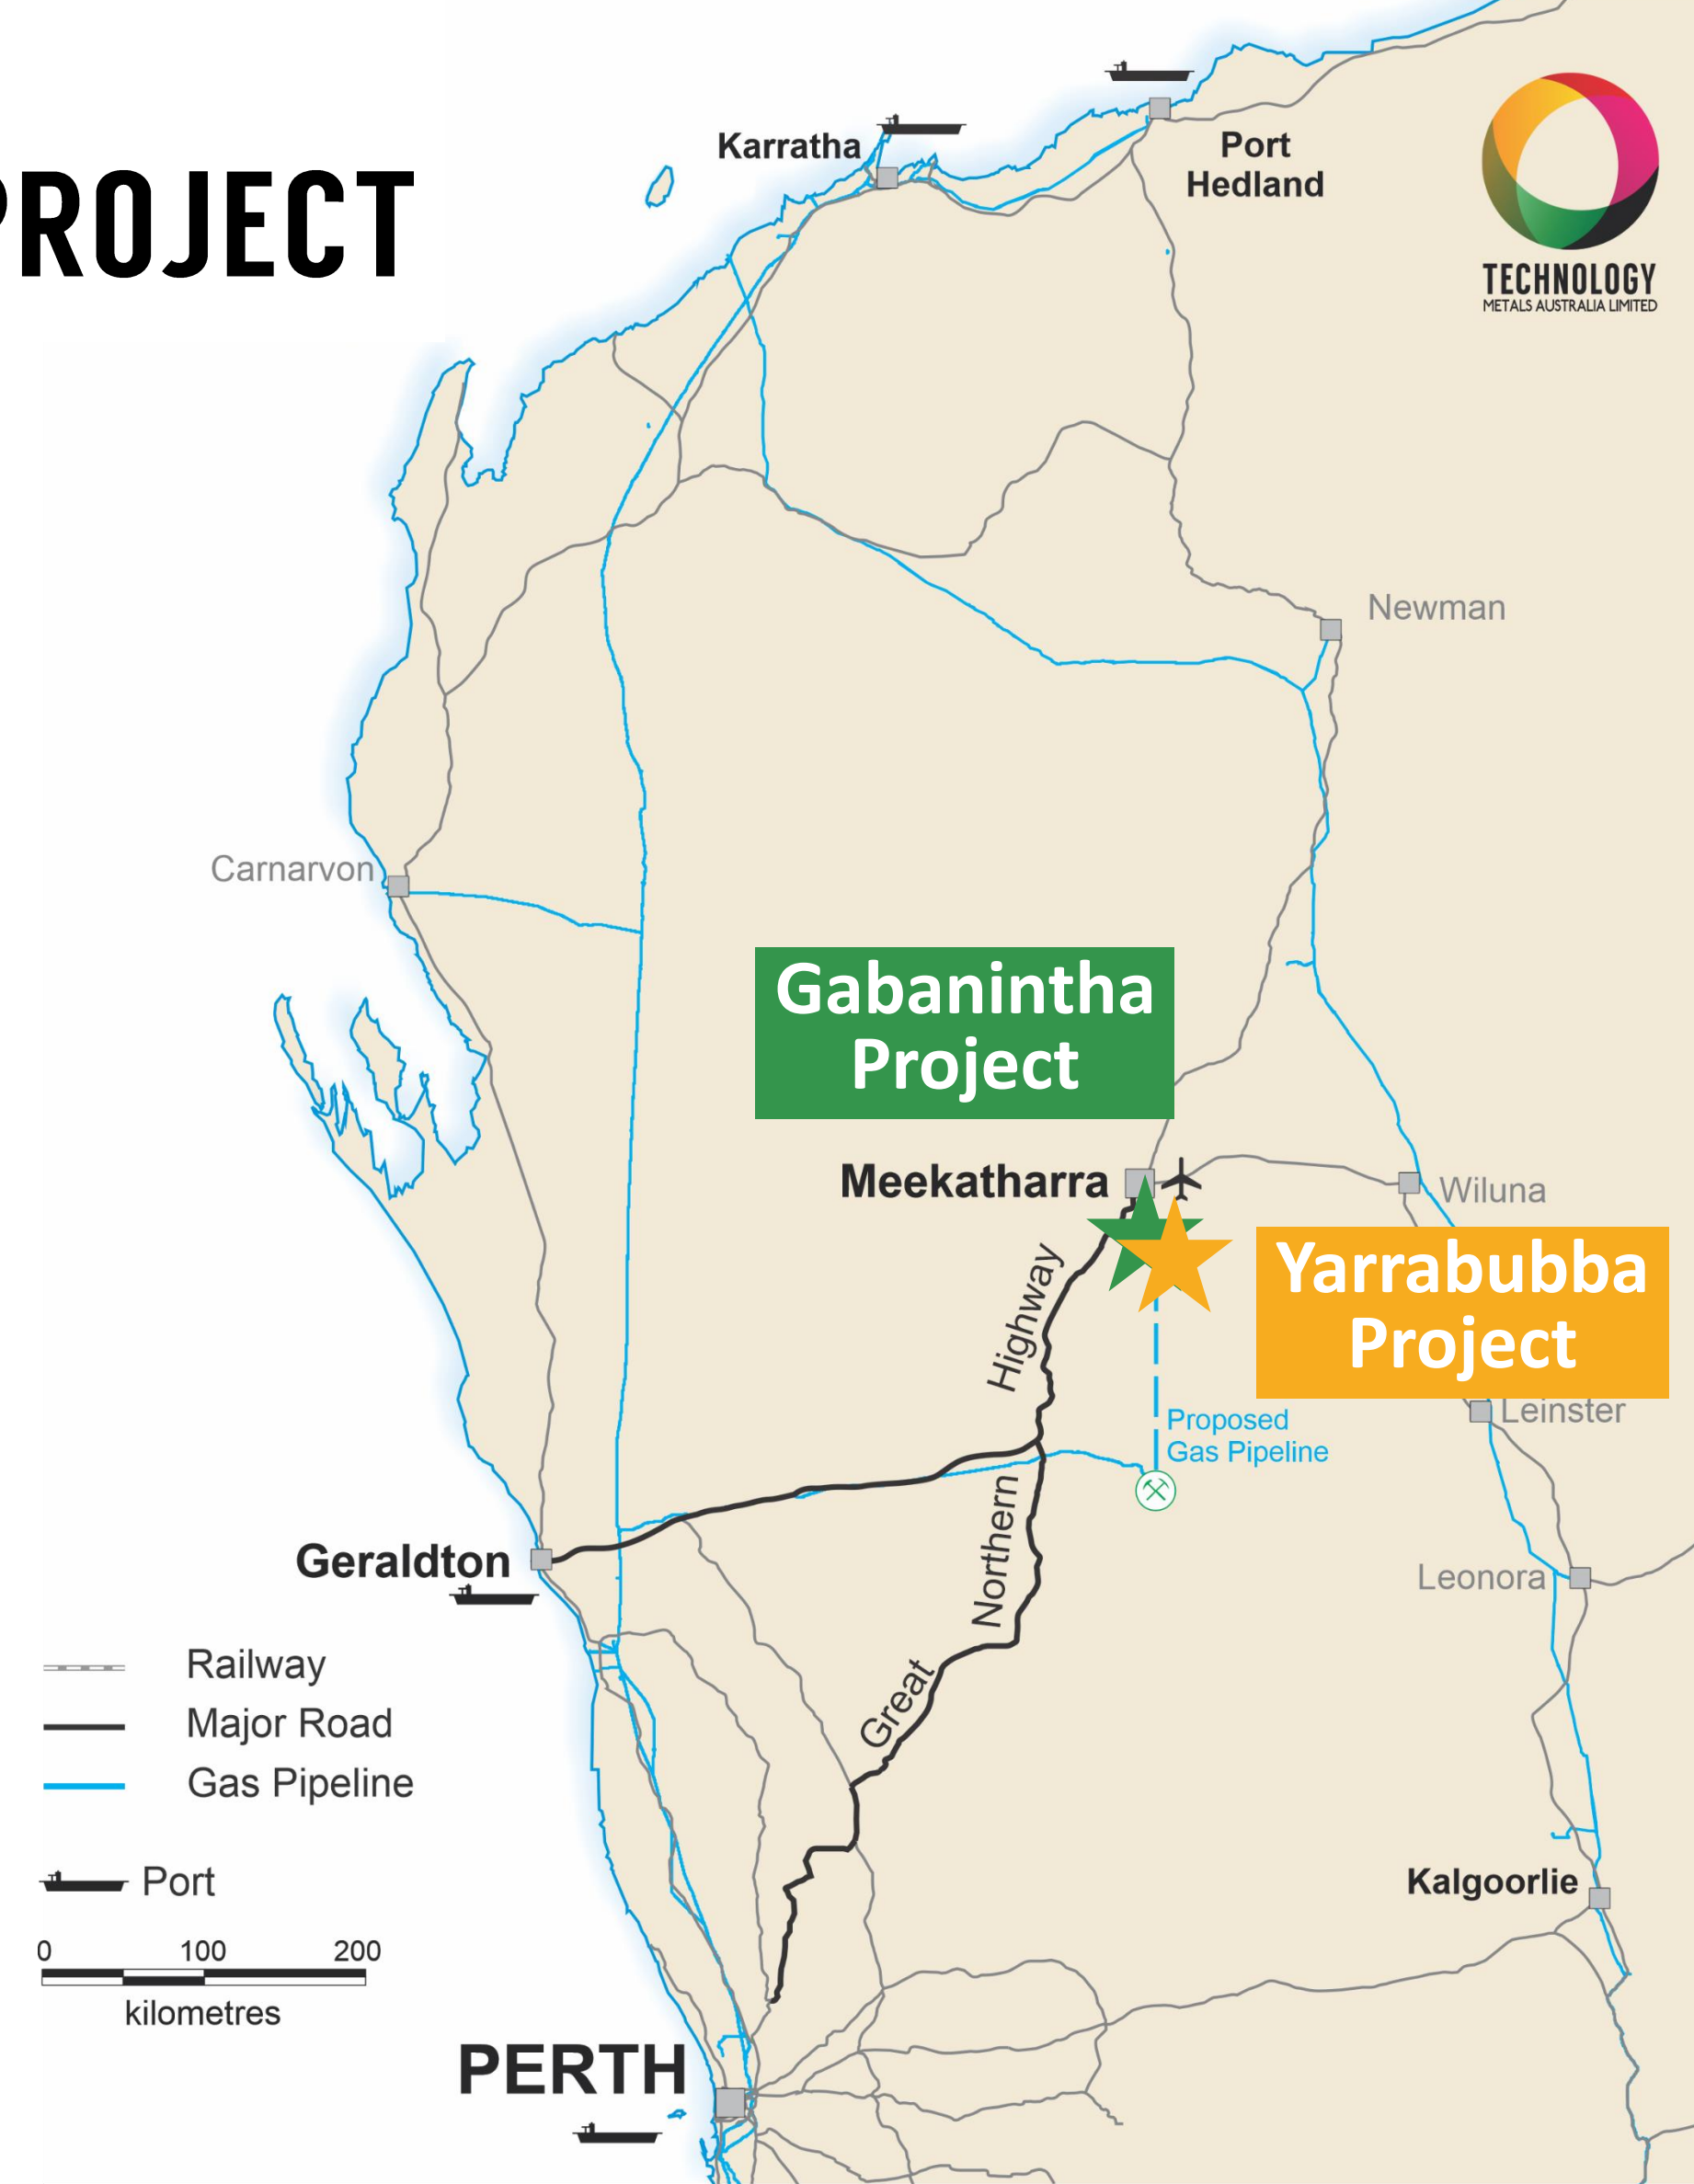 PROJECT
Karratha
Port
Hedland
TECHNOLOGY
METALS AUSTRALIA LIMITED
Newman
Carnarvon
Gabanintha
Project
Meekatharra
Wiluna
Yarrabubba
Project
Highway
Leinster
Proposed
Gas Pipeline
Northern
Geraldton
Leonora
Great
Railway
Major Road
Gas Pipeline
Port
Kalgoorlie
0 100 200
kilometres
PERTH